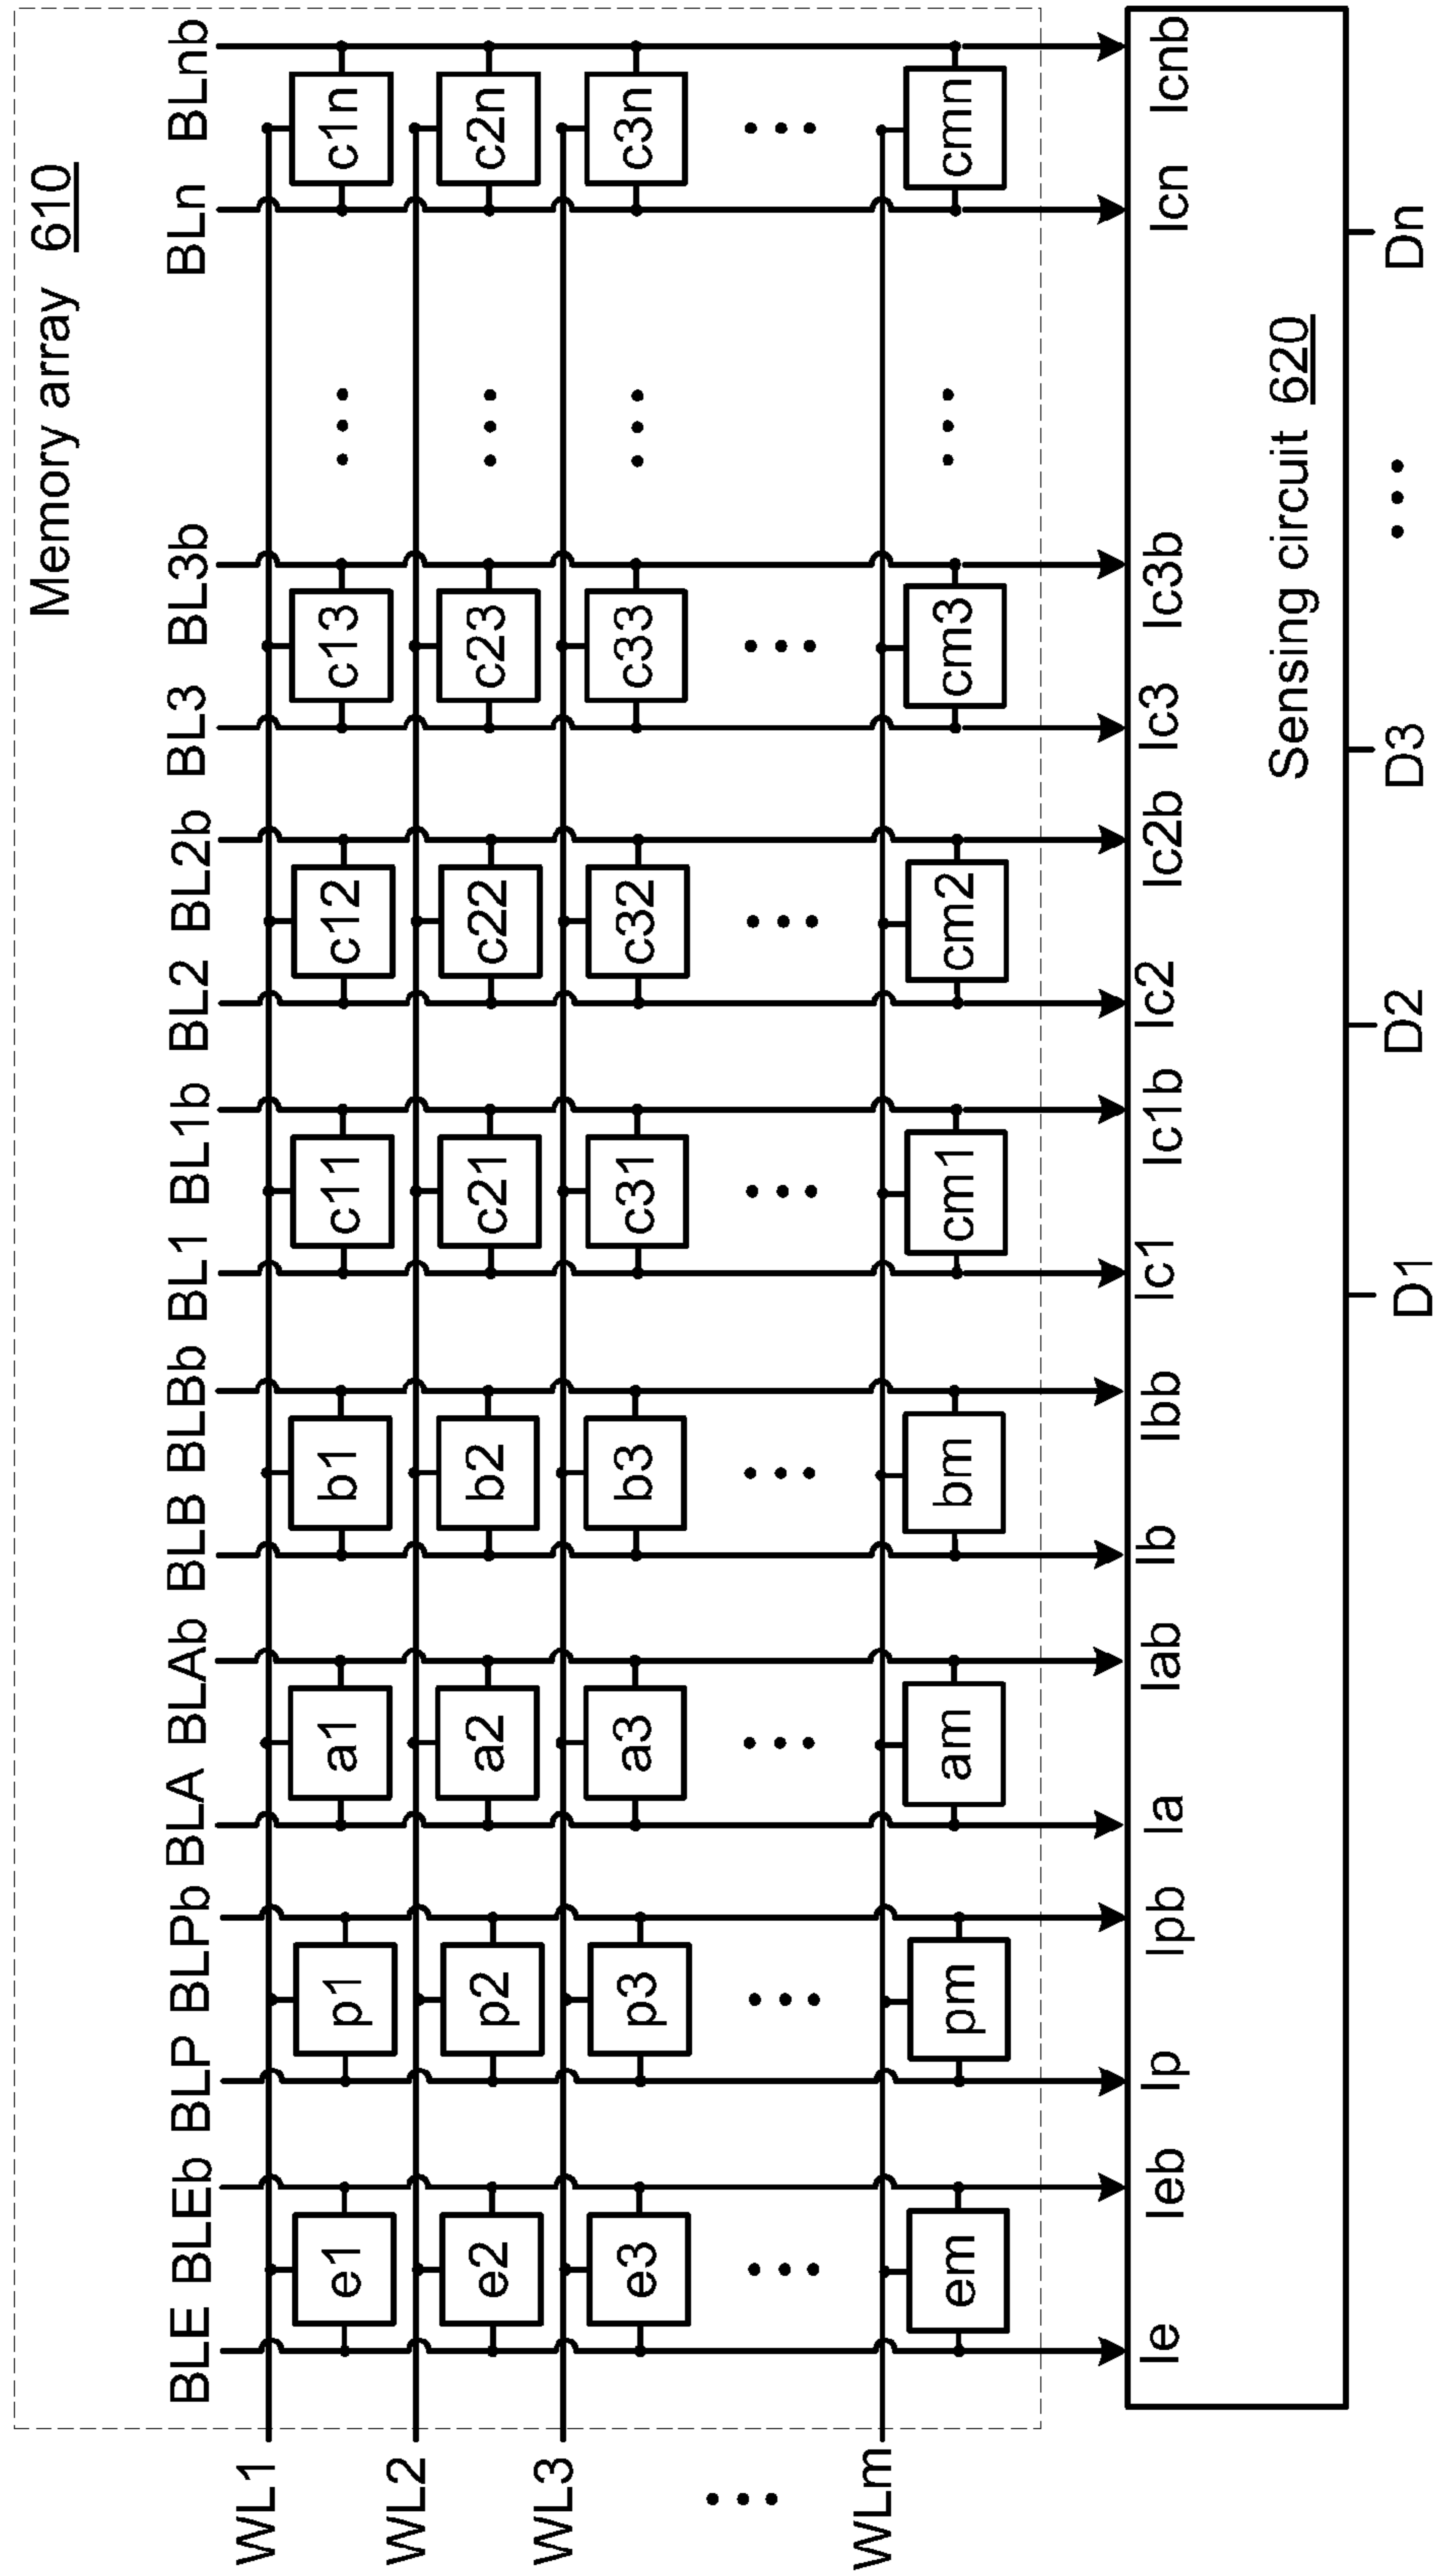 Memory array 610
BLE BLEb BLP BLPb BLA BLAb BLB BLBb BL1 BL1b BL2 BL2b BL3 BL3b BLn BLnb
WL1
e1 p1 a1 b1 c11 c12 c13 ••• c1n
WL2
e2 p2 a2 b2 c21 c22 c23 ••• c2n
WL3
e3 p3 a3 b3 c31 c32 c33 ••• c3n
••• ••• ••• ••• ••• ••• ••• ••• •••
WLm
em pm am bm cm1 cm2 cm3 ••• cmn
Ie Ieb Ip Ipb Ia Iab Ib Ibb Ic1 Ic1b Ic2 Ic2b Ic3 Ic3b Icn Icnb
Sensing circuit 620
D1 D2 D3 ••• Dn